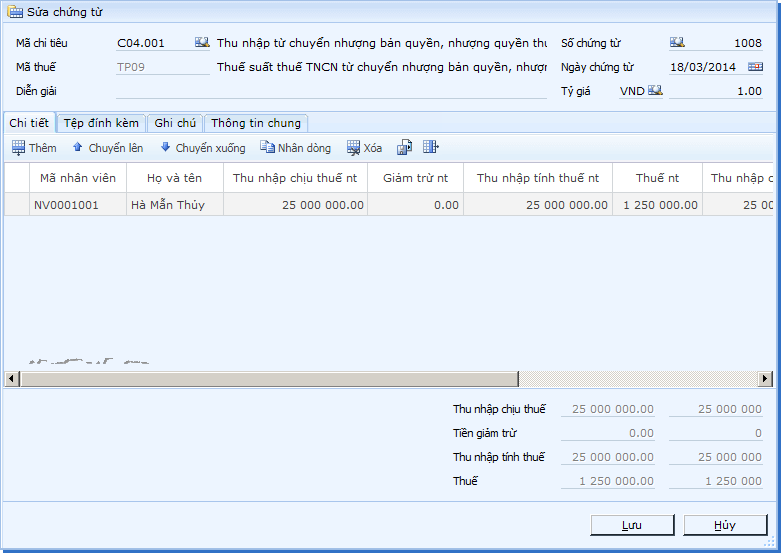 Sửa chứng từ
Mã chi tiêu C04.001 Thu nhập từ chuyển nhượng bản quyền, nhượng quyền thu Số chứng từ 1008
Mã thuế TP09 Thuế suất thuế TNCN từ chuyển nhượng bản quyền, nhượn Ngày chứng từ 18/03/2014
Diễn giải Tỷ giá VND 1.00
Chi tiết Tệp đính kèm Ghi chú Thông tin chung
Thêm Chuyển lên Chuyển xuống Nhân dòng Xóa
Mã nhân viên Họ và tên Thu nhập chịu thuế nt Giảm trừ nt Thu nhập tính thuế nt Thuế nt Thu nhập c
NV0001001 Hà Mẫn Thúy 25 000 000.00 0.00 25 000 000.00 1 250 000.00 25 00
Thu nhập chịu thuế 25 000 000.00 25 000 000
Tiền giảm trừ 0.00 0
Thu nhập tính thuế 25 000 000.00 25 000 000
Thuế 1 250 000.00 1 250 000
Lưu Hủy